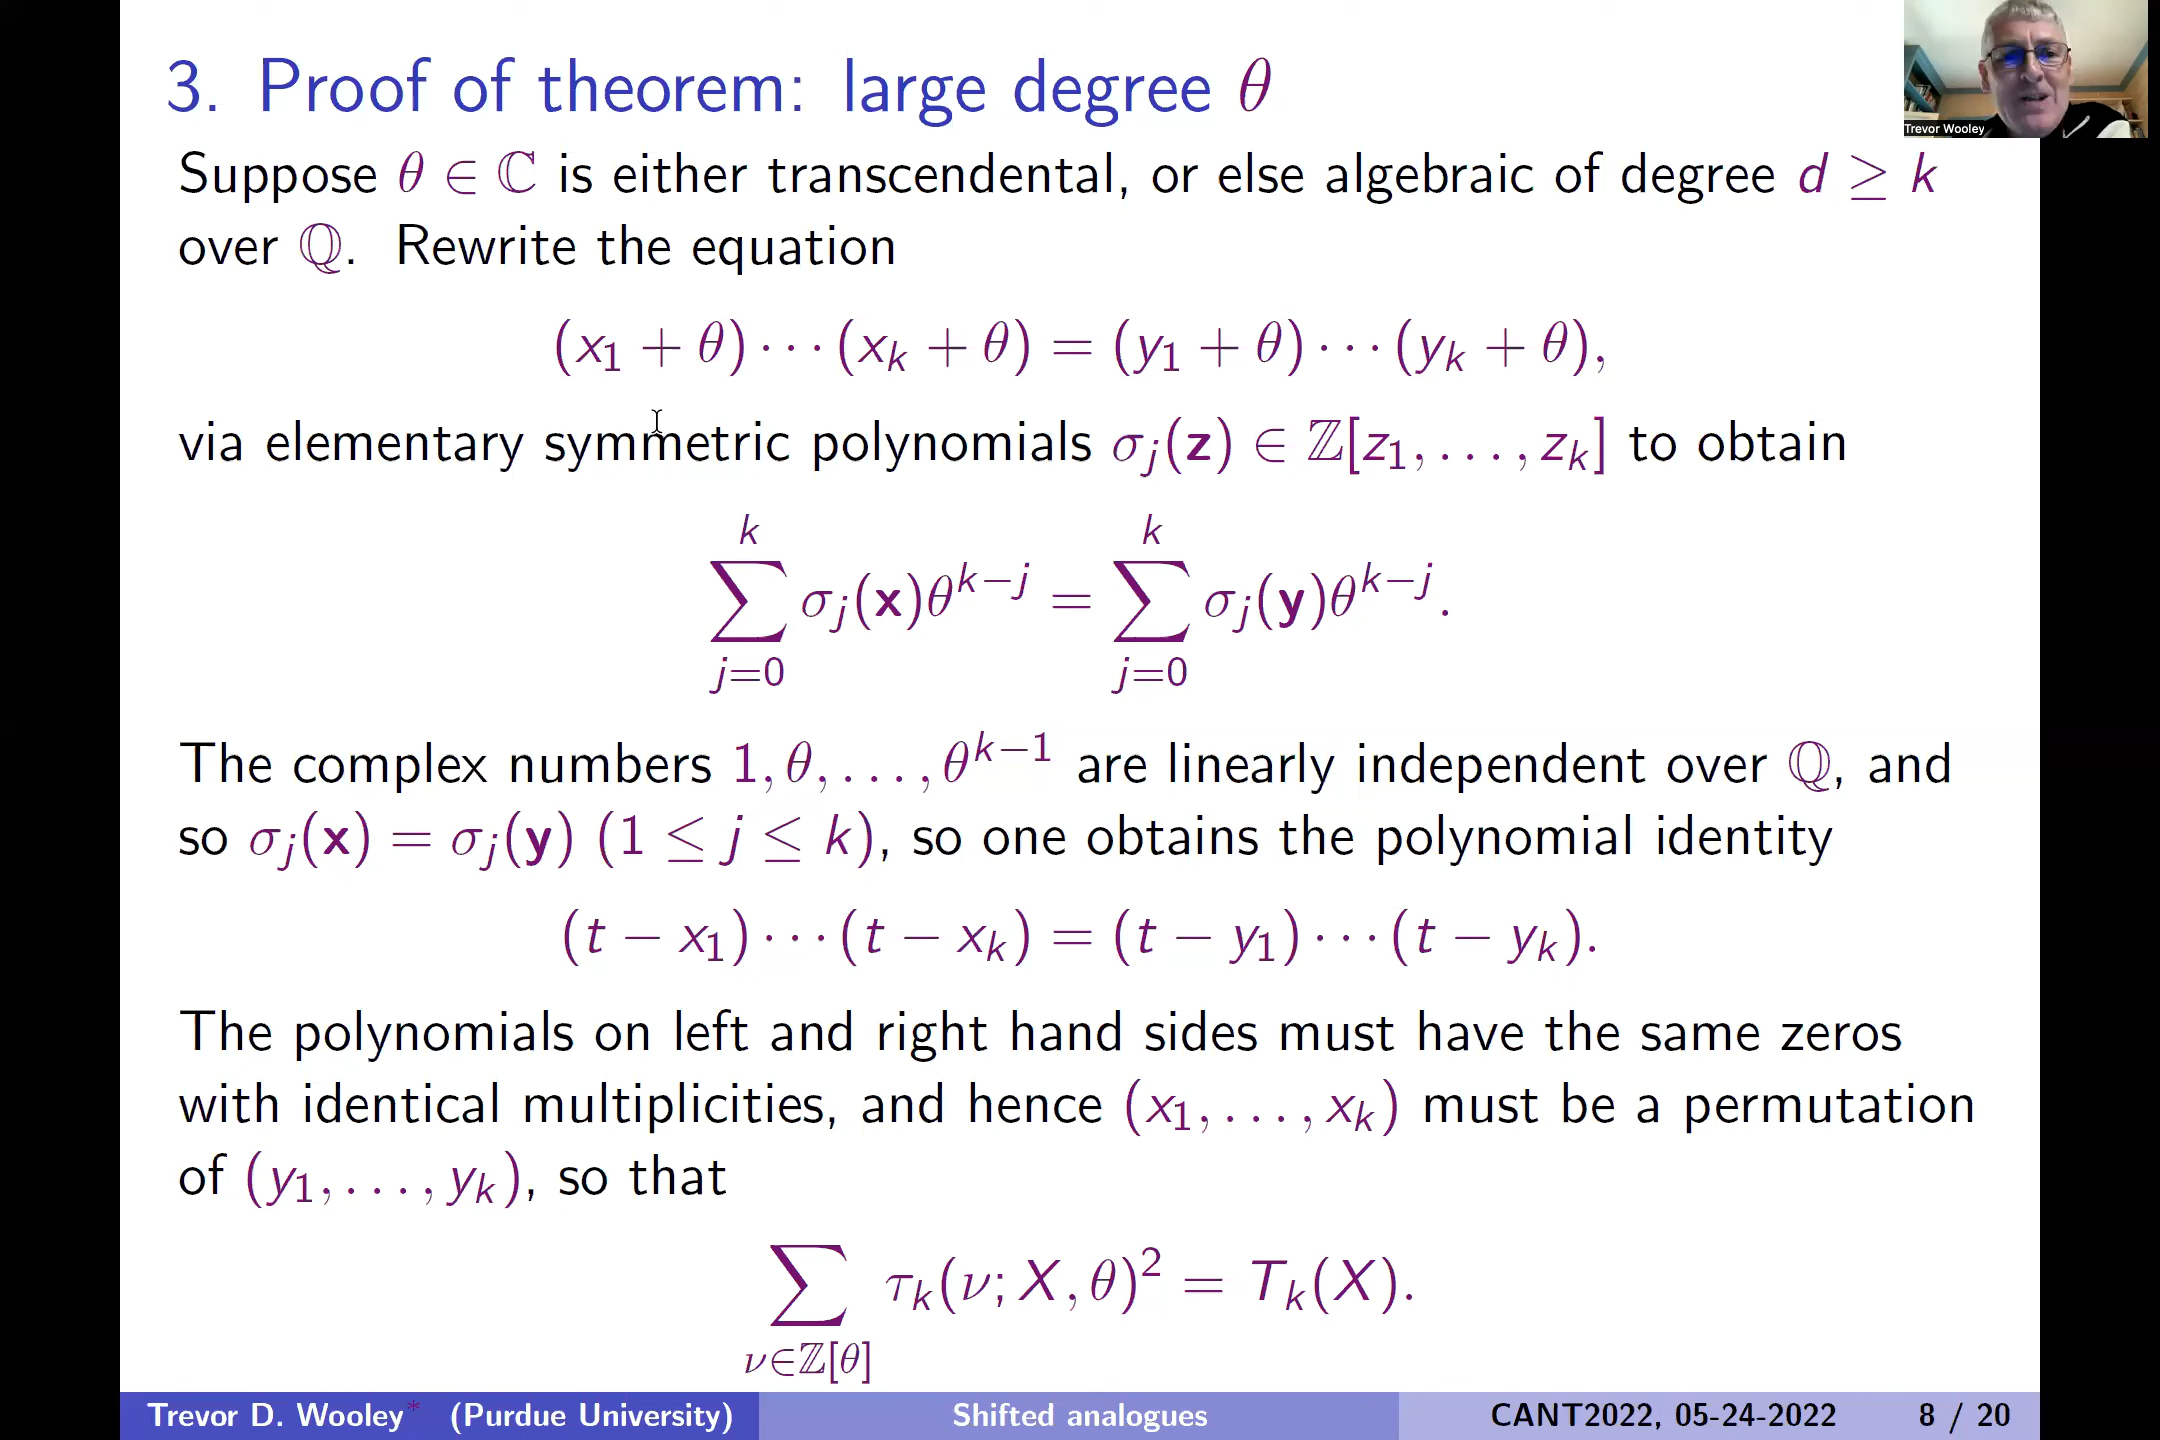 3. Proof of theorem: large degree θ
Trevor Wooley
Suppose θ ∈ ℂ is either transcendental, or else algebraic of degree d ≥ k
over ℚ. Rewrite the equation
(x₁ + θ) · · · (xₖ + θ) = (y₁ + θ) · · · (yₖ + θ),
via elementary symmetric polynomials σⱼ(𝐳) ∈ ℤ[z₁, . . . , zₖ] to obtain
∑_{j=0}^{k} σⱼ(𝐱)θ^{k−j} = ∑_{j=0}^{k} σⱼ(𝐲)θ^{k−j}.
The complex numbers 1, θ, . . . , θ^{k−1} are linearly independent over ℚ, and
so σⱼ(𝐱) = σⱼ(𝐲) (1 ≤ j ≤ k), so one obtains the polynomial identity
(t − x₁) · · · (t − xₖ) = (t − y₁) · · · (t − yₖ).
The polynomials on left and right hand sides must have the same zeros
with identical multiplicities, and hence (x₁, . . . , xₖ) must be a permutation
of (y₁, . . . , yₖ), so that
∑_{ν∈ℤ[θ]} τₖ(ν; X, θ)² = Tₖ(X).
Trevor D. Wooley* (Purdue University) Shifted analogues CANT2022, 05-24-2022 8 / 20